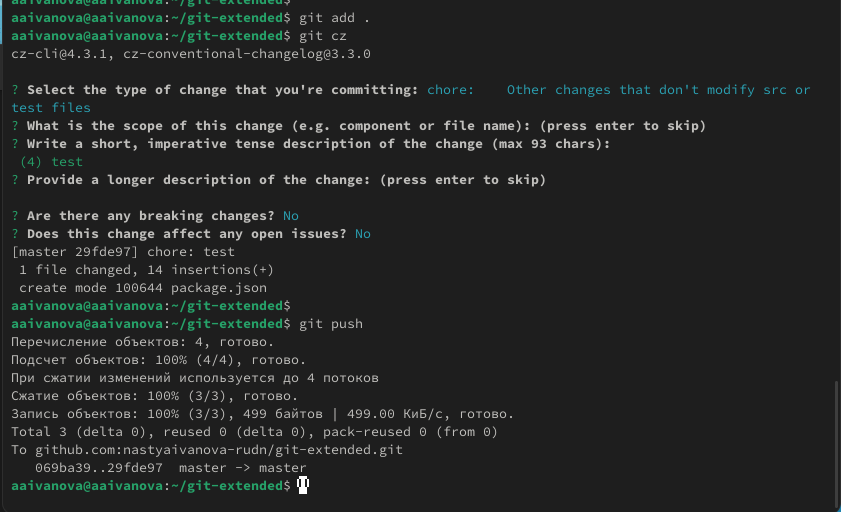 aaivanova@aaivanova:~/git-extended$ git add .
aaivanova@aaivanova:~/git-extended$ git cz
cz-cli@4.3.1, cz-conventional-changelog@3.3.0
? Select the type of change that you're committing: chore:    Other changes that don't modify src or
test files
? What is the scope of this change (e.g. component or file name): (press enter to skip)
? Write a short, imperative tense description of the change (max 93 chars):
(4) test
? Provide a longer description of the change: (press enter to skip)
? Are there any breaking changes? No
? Does this change affect any open issues? No
[master 29fde97] chore: test
1 file changed, 14 insertions(+)
create mode 100644 package.json
aaivanova@aaivanova:~/git-extended$
aaivanova@aaivanova:~/git-extended$ git push
Перечисление объектов: 4, готово.
Подсчет объектов: 100% (4/4), готово.
При сжатии изменений используется до 4 потоков
Сжатие объектов: 100% (3/3), готово.
Запись объектов: 100% (3/3), 499 байтов | 499.00 КиБ/с, готово.
Total 3 (delta 0), reused 0 (delta 0), pack-reused 0 (from 0)
To github.com:nastyaivanova-rudn/git-extended.git
069ba39..29fde97  master -> master
aaivanova@aaivanova:~/git-extended$